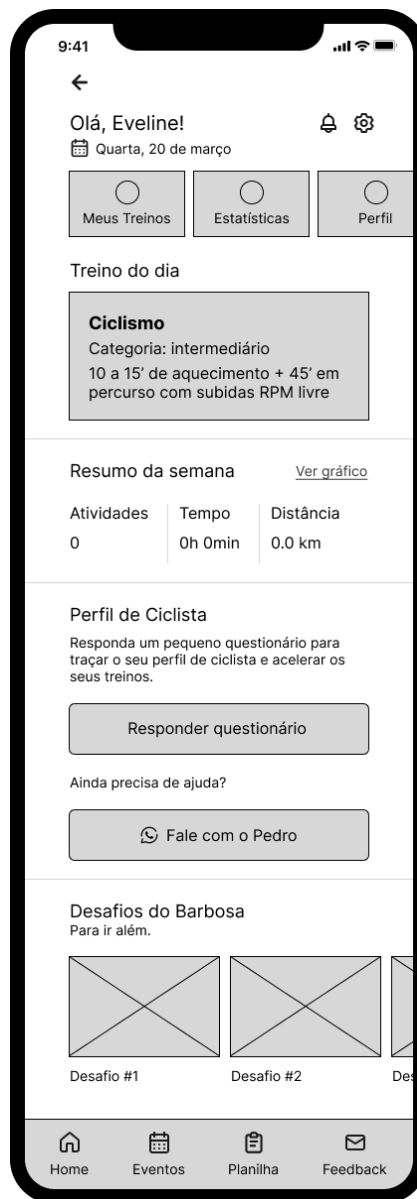 9:41
Olá, Eveline!
Quarta, 20 de março
Meus Treinos
Estatísticas
Perfil
Treino do dia
Ciclismo
Categoria: intermediário
10 a 15’ de aquecimento + 45’ em
percurso com subidas RPM livre
Resumo da semana
Ver gráfico
Atividades
Tempo
Distância
0
0h 0min
0.0 km
Perfil de Ciclista
Responda um pequeno questionário para
traçar o seu perfil de ciclista e acelerar os
seus treinos.
Responder questionário
Ainda precisa de ajuda?
Fale com o Pedro
Desafios do Barbosa
Para ir além.
Desafio #1
Desafio #2
Home
Eventos
Planilha
Feedback